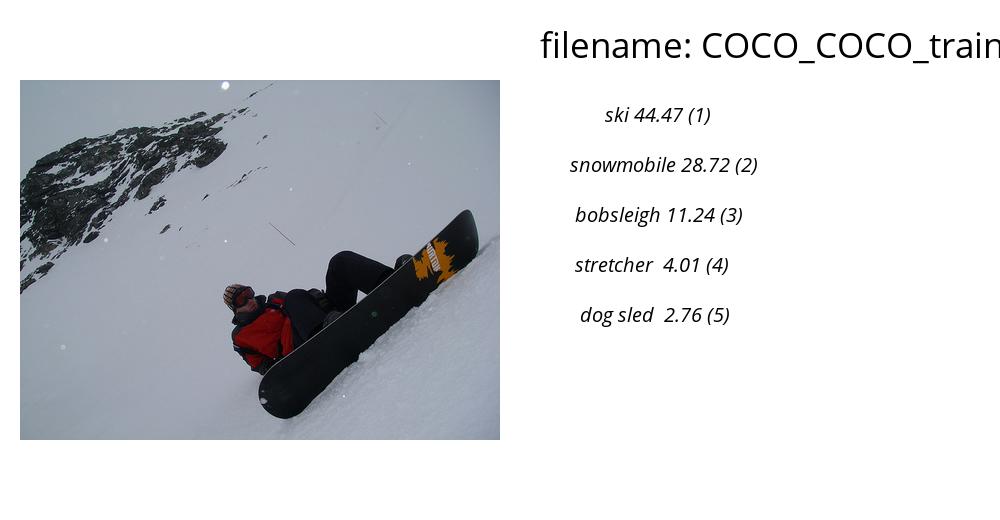 filename: COCO_COCO_train
ski 44.47 (1)
snowmobile 28.72 (2)
bobsleigh 11.24 (3)
stretcher 4.01 (4)
dog sled 2.76 (5)
BURTON